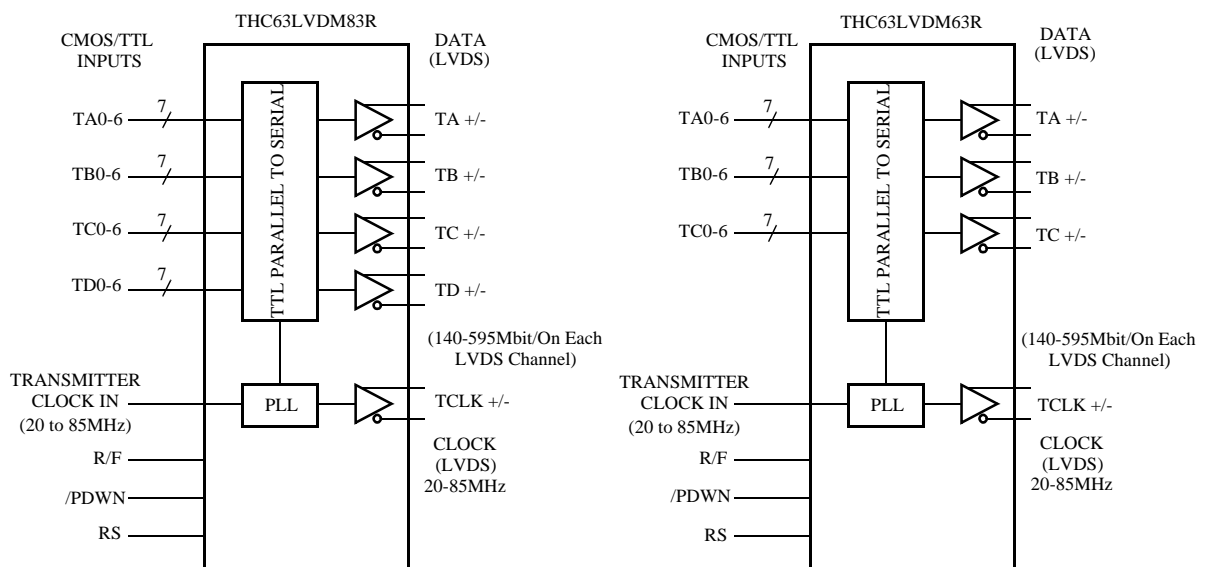 THC63LVDM83R
CMOS/TTL
INPUTS
DATA
(LVDS)
7
TA0-6
TA +/-
7
TB0-6
TB +/-
7
TC0-6
TC +/-
7
TD0-6
TD +/-
TTL PARALLEL TO SERIAL
(140-595Mbit/On Each
LVDS Channel)
TRANSMITTER
CLOCK IN
(20 to 85MHz)
PLL
TCLK +/-
CLOCK
(LVDS)
20-85MHz
R/F
/PDWN
RS
THC63LVDM63R
CMOS/TTL
INPUTS
DATA
(LVDS)
7
TA0-6
TA +/-
7
TB0-6
TB +/-
7
TC0-6
TC +/-
TTL PARALLEL TO SERIAL
(140-595Mbit/On Each
LVDS Channel)
TRANSMITTER
CLOCK IN
(20 to 85MHz)
PLL
TCLK +/-
CLOCK
(LVDS)
20-85MHz
R/F
/PDWN
RS